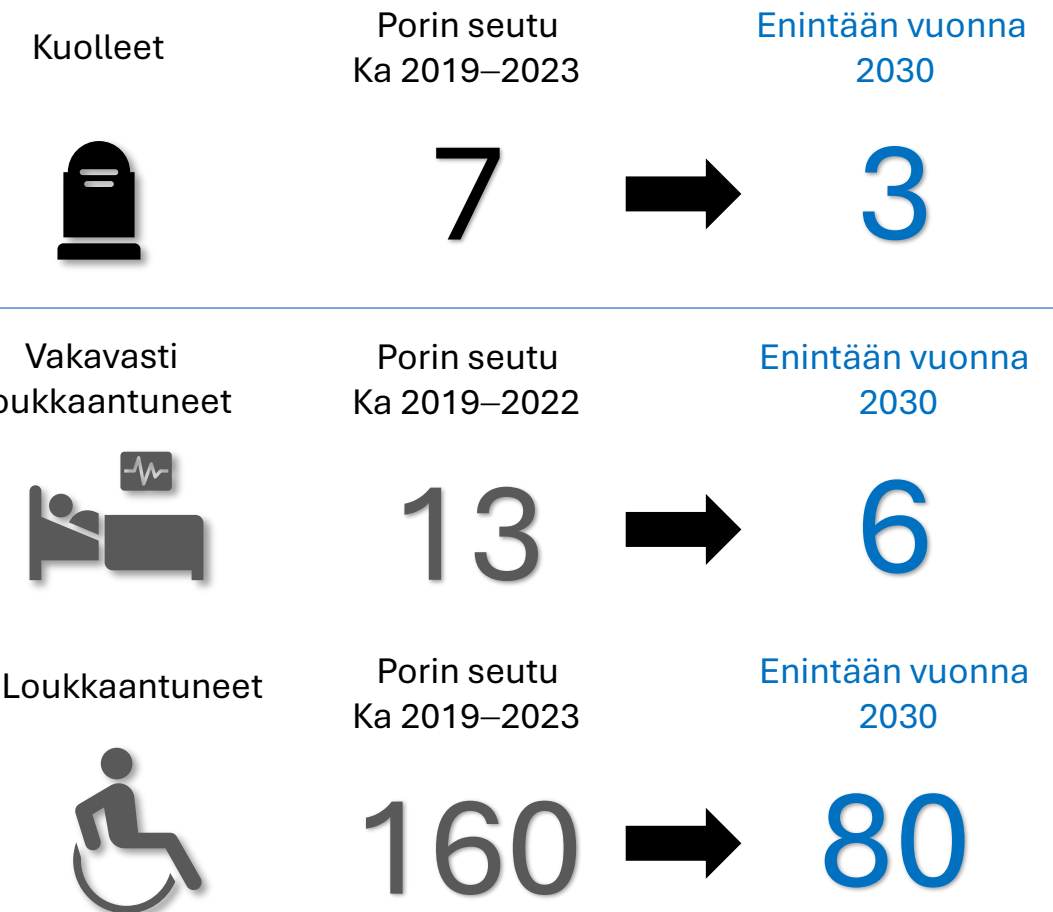 Kuolleet
Porin seutu
Ka 2019–2023
Enintään vuonna
2030
7
3
Vakavasti
oukkaantuneet
Porin seutu
Ka 2019–2022
Enintään vuonna
2030
13
6
Loukkaantuneet
Porin seutu
Ka 2019–2023
Enintään vuonna
2030
160
80